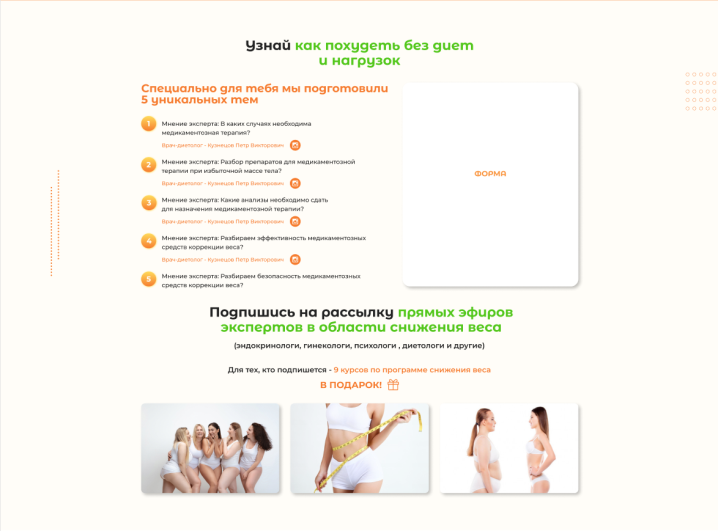 Узнай как похудеть без диет
и нагрузок
Специально для тебя мы подготовили
5 уникальных тем
1
Мнение эксперта: В каких случаях необходима
медикаментозная терапия?
Врач-диетолог - Кузнецов Петр Викторович
2
Мнение эксперта: Разбор препаратов для медикаментозной
терапии при избыточной массе тела?
Врач-диетолог - Кузнецов Петр Викторович
3
Мнение эксперта: Какие анализы необходимо сдать
для назначения медикаментозной терапии?
Врач-диетолог - Кузнецов Петр Викторович
4
Мнение эксперта: Разбираем эффективность медикаментозных
средств коррекции веса?
Врач-диетолог - Кузнецов Петр Викторович
5
Мнение эксперта: Разбираем безопасность медикаментозных
средств коррекции веса?
ФОРМА
Подпишись на рассылку прямых эфиров
экспертов в области снижения веса
(эндокринологи, гинекологи, психологи , диетологи и другие)
Для тех, кто подпишется - 9 курсов по программе снижения веса
В ПОДАРОК!